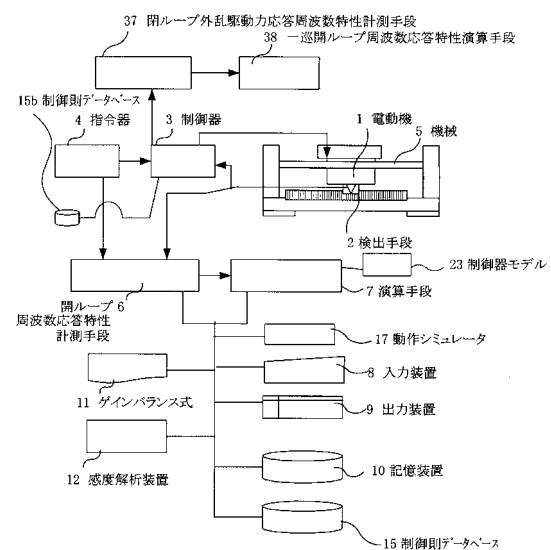 37 閉ループ外乱駆動力応答周波数特性計測手段
38 一巡開ループ周波数応答特性演算手段
15b 制御則データベース
4 指令器
3 制御器
1 電動機
5 機械
2 検出手段
23 制御器モデル
開ループ 6
周波数応答特性
計測手段
7 演算手段
17 動作シミュレータ
8 入力装置
11 ゲインバランス式
9 出力装置
12 感度解析装置
10 記憶装置
15 制御則データベース